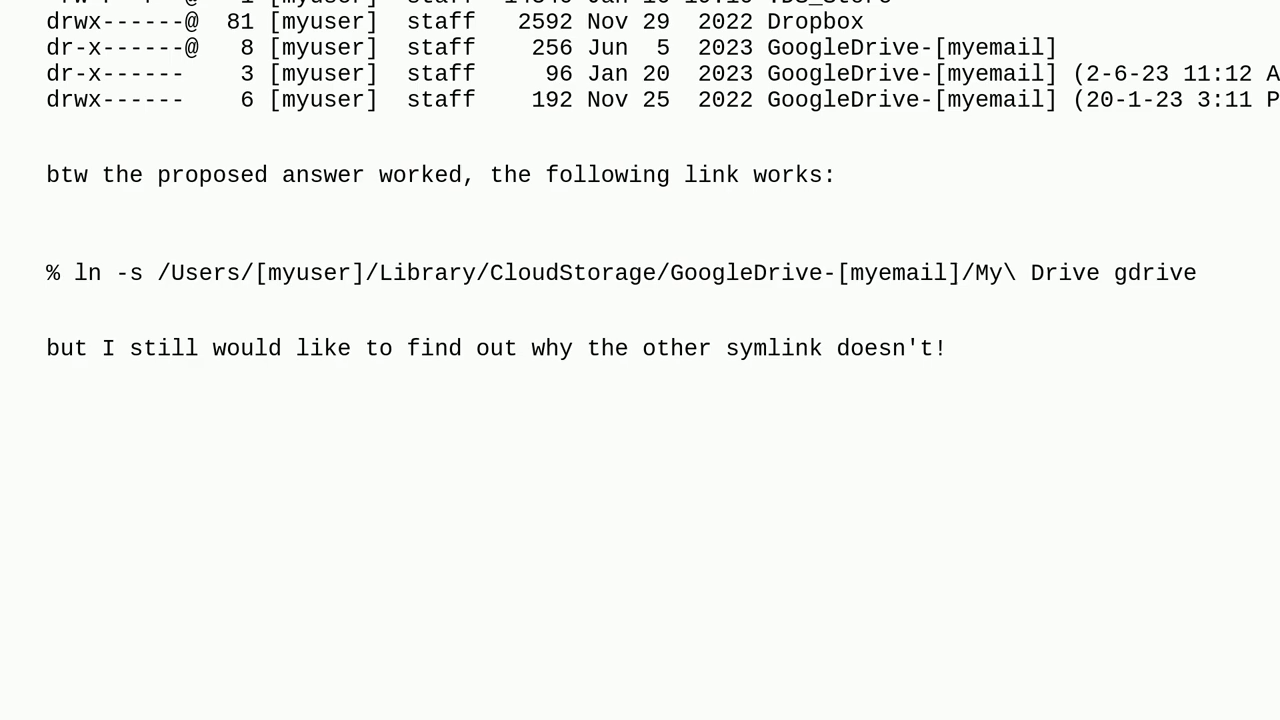 staff
drwx------@  81 [myuser]  staff   2592 Nov 29  2022 Dropbox
dr-x------@   8 [myuser]  staff    256 Jun  5  2023 GoogleDrive-[myemail]
dr-x------    3 [myuser]  staff     96 Jan 20  2023 GoogleDrive-[myemail] (2-6-23 11:12 A
drwx------    6 [myuser]  staff    192 Nov 25  2022 GoogleDrive-[myemail] (20-1-23 3:11 P
btw the proposed answer worked, the following link works:
% ln -s /Users/[myuser]/Library/CloudStorage/GoogleDrive-[myemail]/My\ Drive gdrive
but I still would like to find out why the other symlink doesn't!